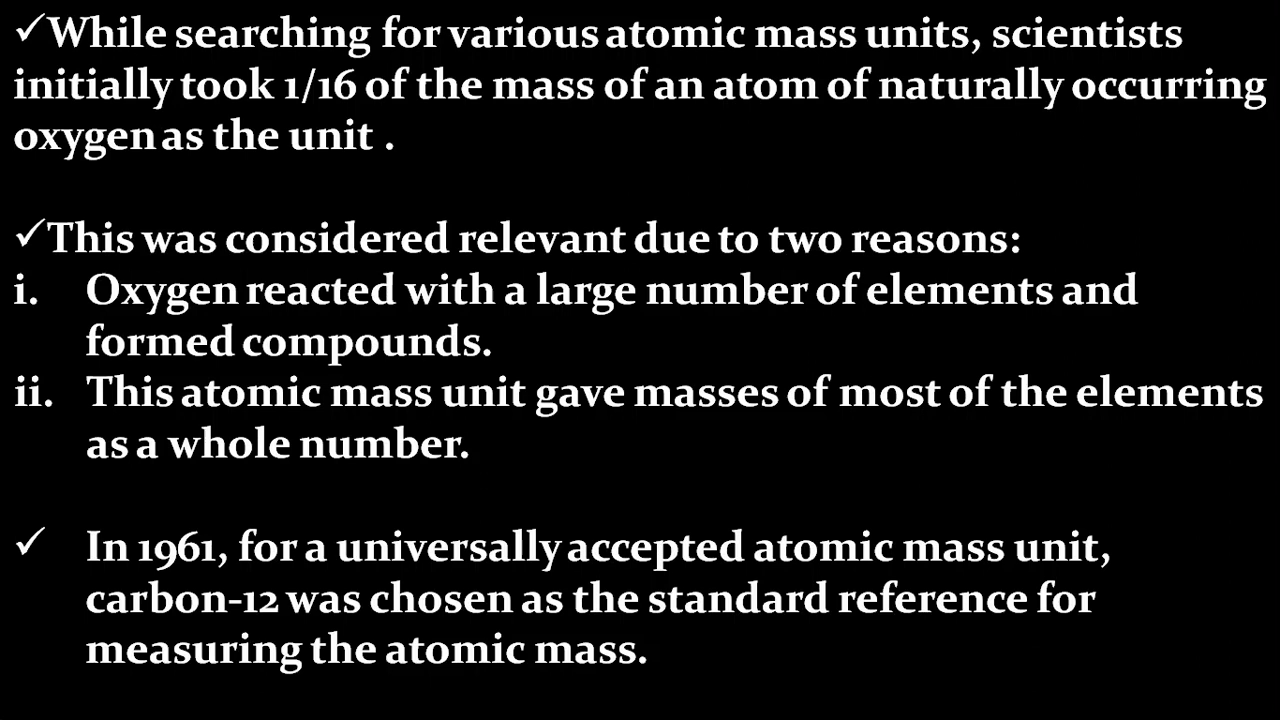 ✓While searching for various atomic mass units, scientists
initially took 1/16 of the mass of an atom of naturally occurring
oxygen as the unit .
✓This was considered relevant due to two reasons:
i. Oxygen reacted with a large number of elements and
formed compounds.
ii. This atomic mass unit gave masses of most of the elements
as a whole number.
✓ In 1961, for a universally accepted atomic mass unit,
carbon-12 was chosen as the standard reference for
measuring the atomic mass.